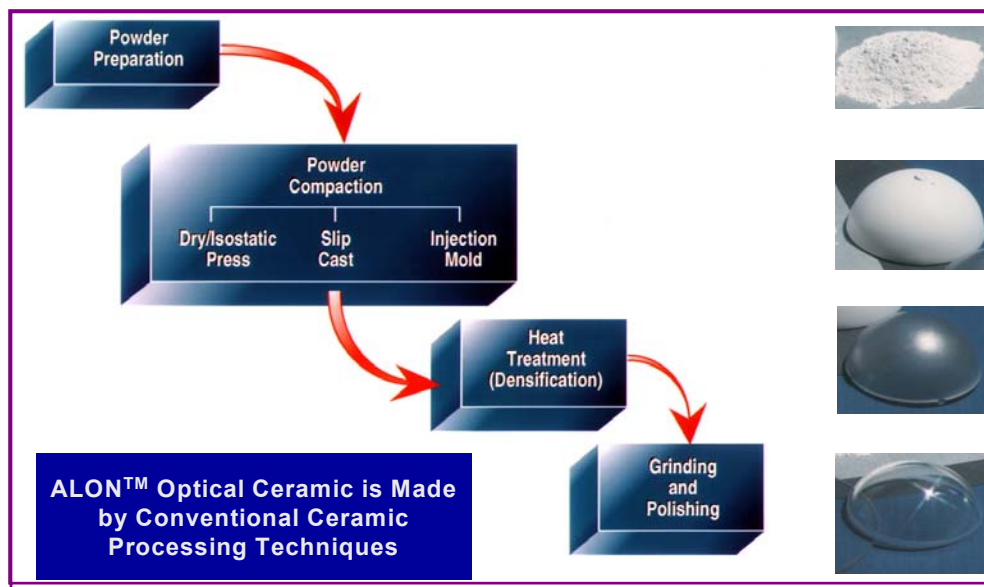 Powder
Preparation
Powder
Compaction
Dry/Isostatic
Press
Slip
Cast
Injection
Mold
Heat
Treatment
(Densification)
Grinding
and
Polishing
ALON™ Optical Ceramic is Made
by Conventional Ceramic
Processing Techniques